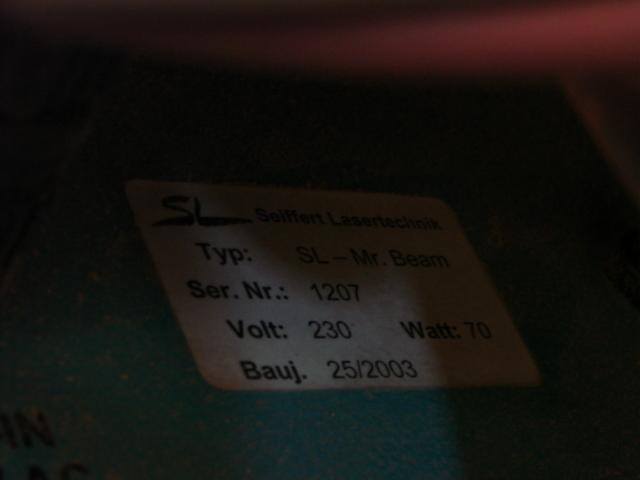 SL Seiffert Lasertechnik
Typ: SL – Mr. Beam
Ser. Nr.: 1207
Volt: 230 Watt: 70
Bauj. 25/2003